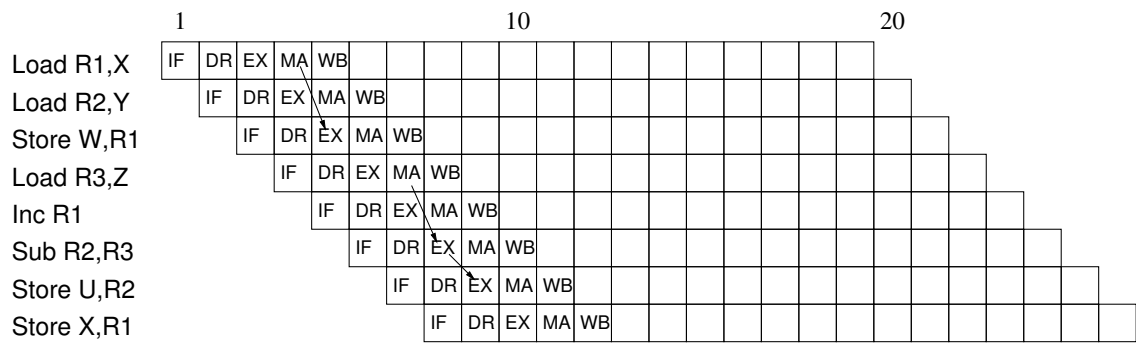 1 10 20
Load R1,X IF DR EX MA WB
Load R2,Y IF DR EX MA WB
Store W,R1 IF DR EX MA WB
Load R3,Z IF DR EX MA WB
Inc R1 IF DR EX MA WB
Sub R2,R3 IF DR EX MA WB
Store U,R2 IF DR EX MA WB
Store X,R1 IF DR EX MA WB